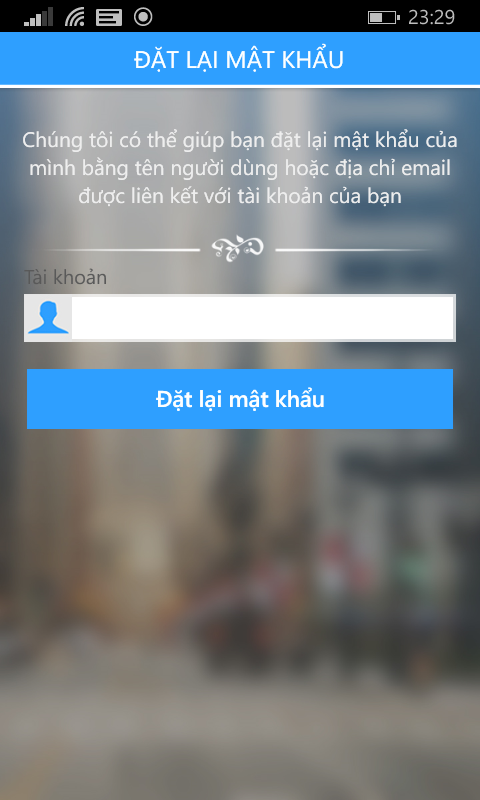 23:29
ĐẶT LẠI MẬT KHẨU
Chúng tôi có thể giúp bạn đặt lại mật khẩu của
mình bằng tên người dùng hoặc địa chỉ email
được liên kết với tài khoản của bạn
Tài khoản
Đặt lại mật khẩu